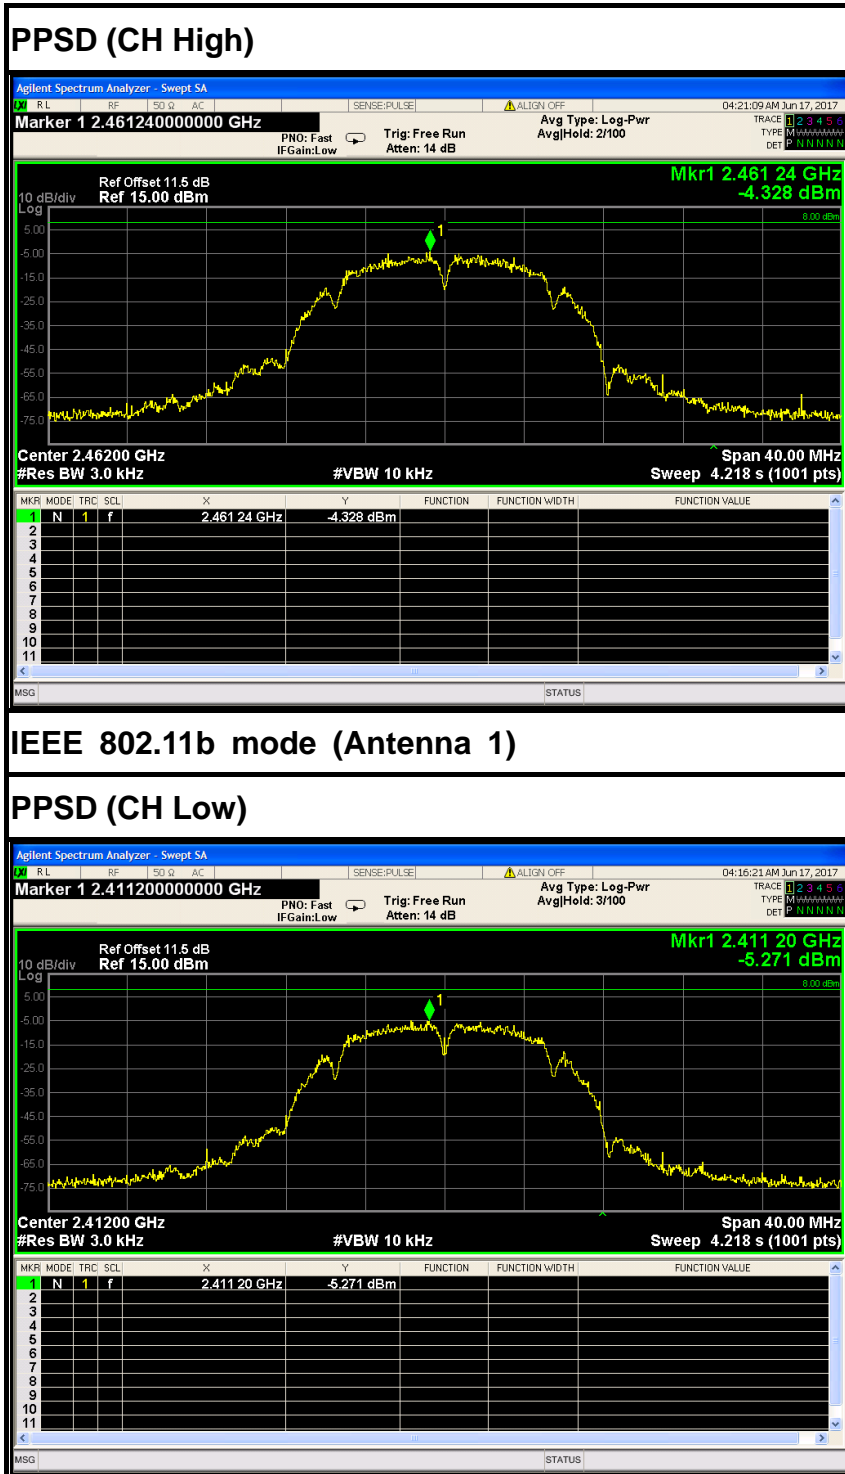 PPSD (CH High)
Agilent Spectrum Analyzer - Swept SA
LXI RL RF 50 Ω AC SENSE:PULSE ALIGN OFF 04:21:09 AM Jun 17, 2017
Marker 1 2.461240000000 GHz
PNO: Fast
IFGain:Low
Trig: Free Run
Atten: 14 dB
Avg Type: Log-Pwr
Avg|Hold: 2/100
TRACE 1 2 3 4 5 6
TYPE M
DET P N N N N N
Mkr1 2.461 24 GHz
-4.328 dBm
Ref Offset 11.5 dB
10 dB/div Ref 15.00 dBm
Log
8.00 dBm
5.00
1
-5.00
-15.0
-25.0
-35.0
-45.0
-55.0
-65.0
-75.0
Center 2.46200 GHz Span 40.00 MHz
#Res BW 3.0 kHz #VBW 10 kHz Sweep 4.218 s (1001 pts)
MKR MODE TRC SCL X Y FUNCTION FUNCTION WIDTH FUNCTION VALUE
1 N 1 f 2.461 24 GHz -4.328 dBm
2
3
4
5
6
7
8
9
10
11
MSG STATUS
IEEE 802.11b mode (Antenna 1)
PPSD (CH Low)
Agilent Spectrum Analyzer - Swept SA
LXI RL RF 50 Ω AC SENSE:PULSE ALIGN OFF 04:16:21 AM Jun 17, 2017
Marker 1 2.411200000000 GHz
PNO: Fast
IFGain:Low
Trig: Free Run
Atten: 14 dB
Avg Type: Log-Pwr
Avg|Hold: 3/100
TRACE 1 2 3 4 5 6
TYPE M
DET P N N N N N
Mkr1 2.411 20 GHz
-5.271 dBm
Ref Offset 11.5 dB
10 dB/div Ref 15.00 dBm
Log
8.00 dBm
5.00
1
-5.00
-15.0
-25.0
-35.0
-45.0
-55.0
-65.0
-75.0
Center 2.41200 GHz Span 40.00 MHz
#Res BW 3.0 kHz #VBW 10 kHz Sweep 4.218 s (1001 pts)
MKR MODE TRC SCL X Y FUNCTION FUNCTION WIDTH FUNCTION VALUE
1 N 1 f 2.411 20 GHz -5.271 dBm
2
3
4
5
6
7
8
9
10
11
MSG STATUS